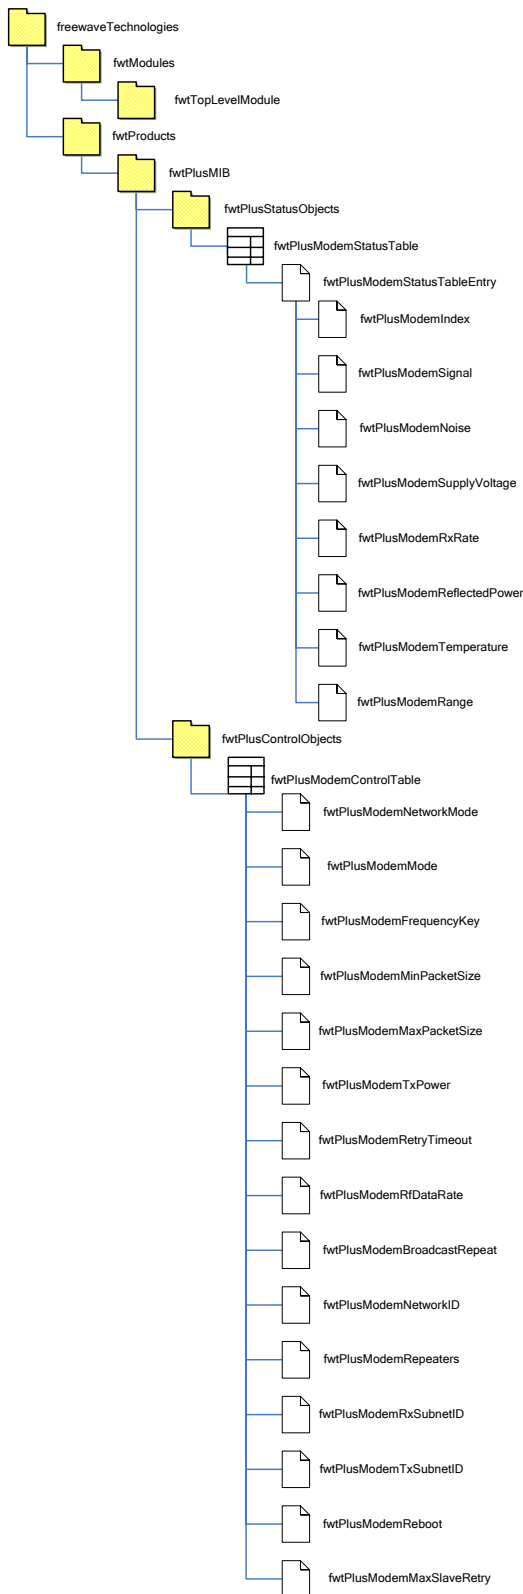 freewaveTechnologies
fwtModules
fwtTopLevelModule
fwtProducts
fwtPlusMIB
fwtPlusStatusObjects
fwtPlusModemStatusTable
fwtPlusModemStatusTableEntry
fwtPlusModemIndex
fwtPlusModemSignal
fwtPlusModemNoise
fwtPlusModemSupplyVoltage
fwtPlusModemRxRate
fwtPlusModemReflectedPower
fwtPlusModemTemperature
fwtPlusModemRange
fwtPlusControlObjects
fwtPlusModemControlTable
fwtPlusModemNetworkMode
fwtPlusModemMode
fwtPlusModemFrequencyKey
fwtPlusModemMinPacketSize
fwtPlusModemMaxPacketSize
fwtPlusModemTxPower
fwtPlusModemRetryTimeout
fwtPlusModemRfDataRate
fwtPlusModemBroadcastRepeat
fwtPlusModemNetworkID
fwtPlusModemRepeaters
fwtPlusModemRxSubnetID
fwtPlusModemTxSubnetID
fwtPlusModemReboot
fwtPlusModemMaxSlaveRetry